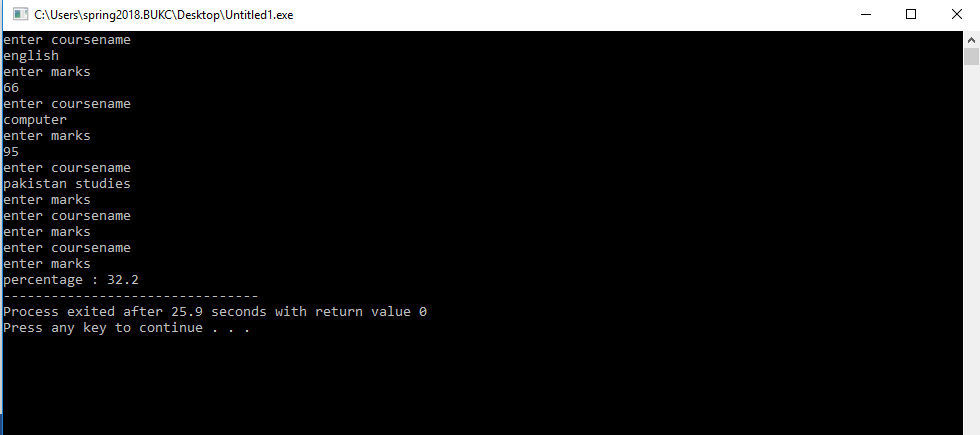 C:\Users\spring2018.BUKC\Desktop\Untitled1.exe
enter coursename
english
enter marks
66
enter coursename
computer
enter marks
95
enter coursename
pakistan studies
enter marks
enter coursename
enter marks
enter coursename
enter marks
percentage : 32.2
--------------------------------
Process exited after 25.9 seconds with return value 0
Press any key to continue . . .